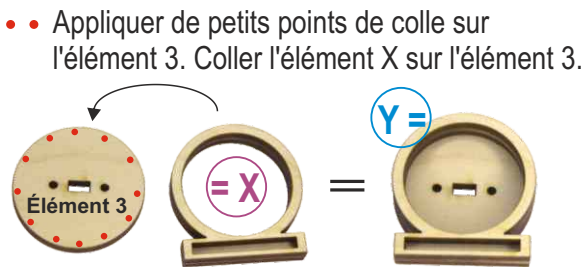 Appliquer de petits points de colle sur
l'élément 3. Coller l'élément X sur l'élément 3.
Y =
= X
=
Élément 3